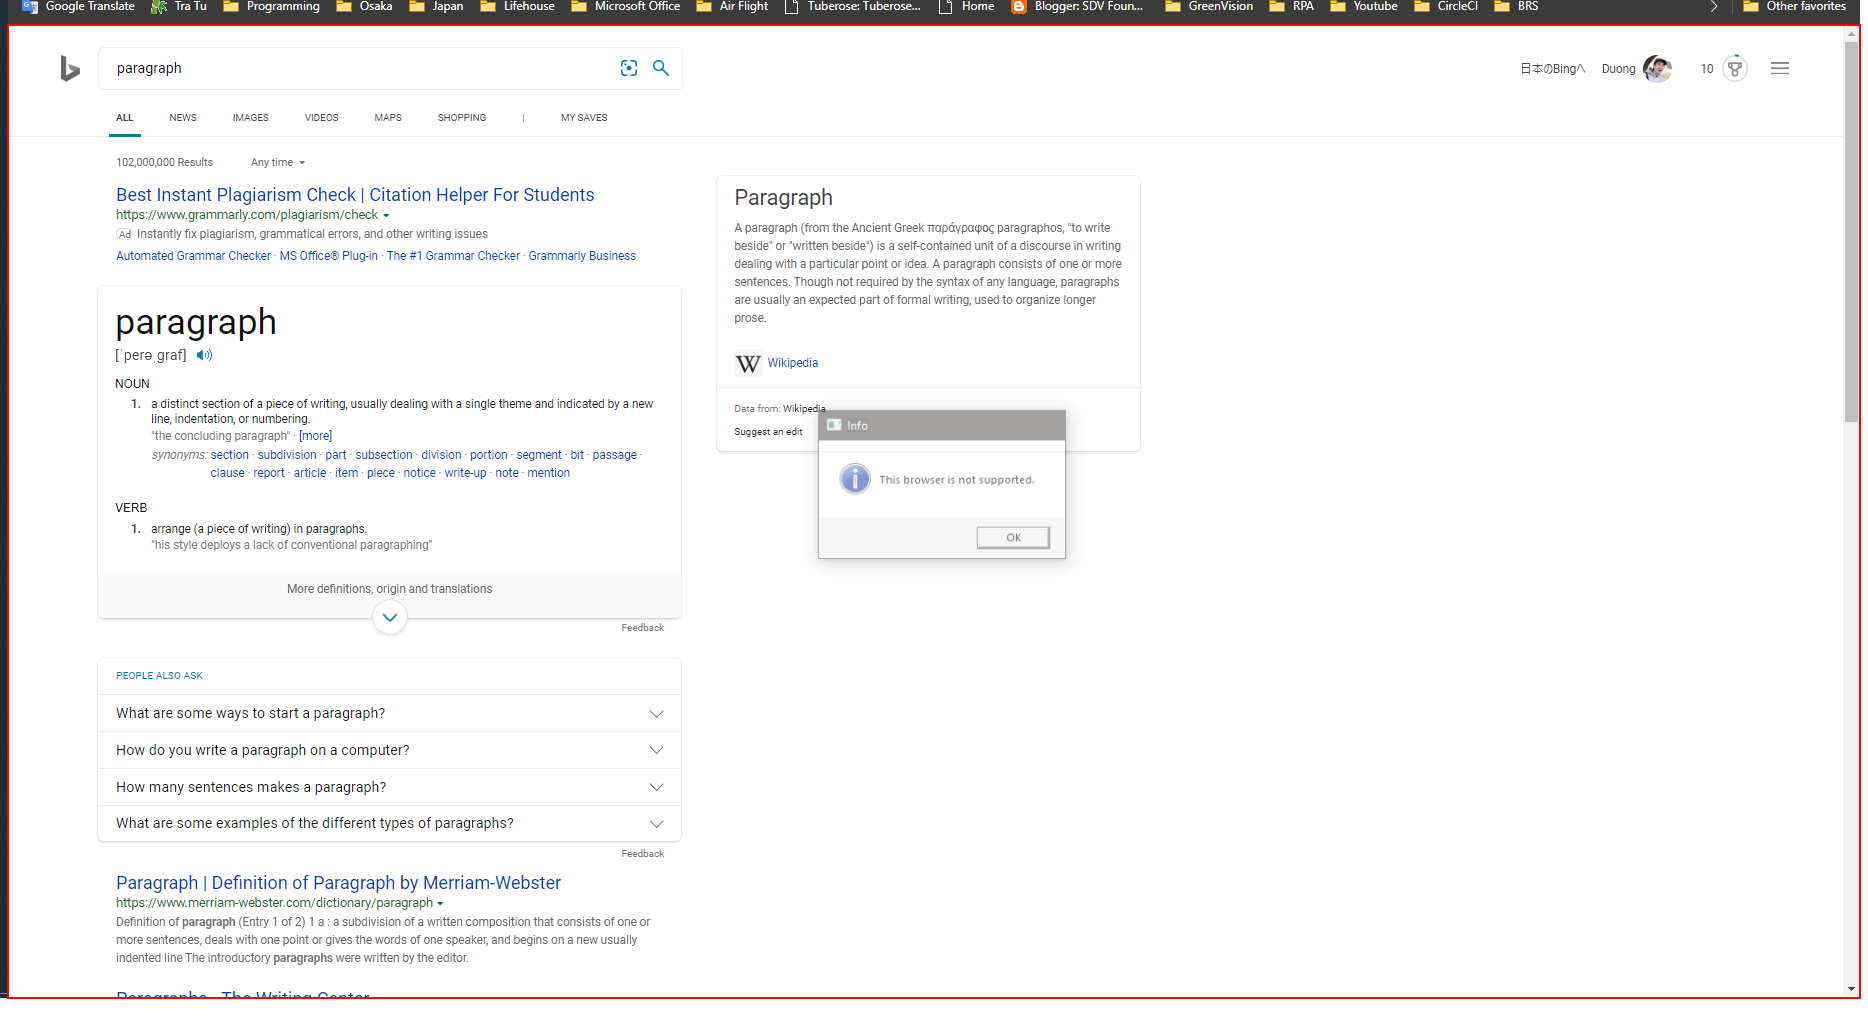 Google Translate Tra Tu Programming Osaka Japan Lifehouse Microsoft Office Air Flight Tuberose: Tuberose... Home Blogger: SDV Foun... GreenVision RPA Youtube CircleCI BRS Other favorites
paragraph
日本のBingへ Duong 10
ALL NEWS IMAGES VIDEOS MAPS SHOPPING | MY SAVES
102,000,000 Results Any time
Best Instant Plagiarism Check | Citation Helper For Students
https://www.grammarly.com/plagiarism/check
Ad Instantly fix plagiarism, grammatical errors, and other writing issues
Automated Grammar Checker · MS Office® Plug-in · The #1 Grammar Checker · Grammarly Business
paragraph
[ˈperəˌɡraf]
NOUN
1. a distinct section of a piece of writing, usually dealing with a single theme and indicated by a new
line, indentation, or numbering.
"the concluding paragraph" · [more]
synonyms: section · subdivision · part · subsection · division · portion · segment · bit · passage ·
clause · report · article · item · piece · notice · write-up · note · mention
VERB
1. arrange (a piece of writing) in paragraphs.
"his style deploys a lack of conventional paragraphing"
More definitions, origin and translations
Feedback
PEOPLE ALSO ASK
What are some ways to start a paragraph?
How do you write a paragraph on a computer?
How many sentences makes a paragraph?
What are some examples of the different types of paragraphs?
Feedback
Paragraph | Definition of Paragraph by Merriam-Webster
https://www.merriam-webster.com/dictionary/paragraph
Definition of paragraph (Entry 1 of 2) 1 a : a subdivision of a written composition that consists of one or
more sentences, deals with one point or gives the words of one speaker, and begins on a new usually
indented line The introductory paragraphs were written by the editor.
Paragraphs - The Writing Center
Paragraph
A paragraph (from the Ancient Greek παράγραφος paragraphos, "to write
beside" or "written beside") is a self-contained unit of a discourse in writing
dealing with a particular point or idea. A paragraph consists of one or more
sentences. Though not required by the syntax of any language, paragraphs
are usually an expected part of formal writing, used to organize longer
prose.
W Wikipedia
Data from: Wikipedia
Suggest an edit
Info
This browser is not supported.
OK